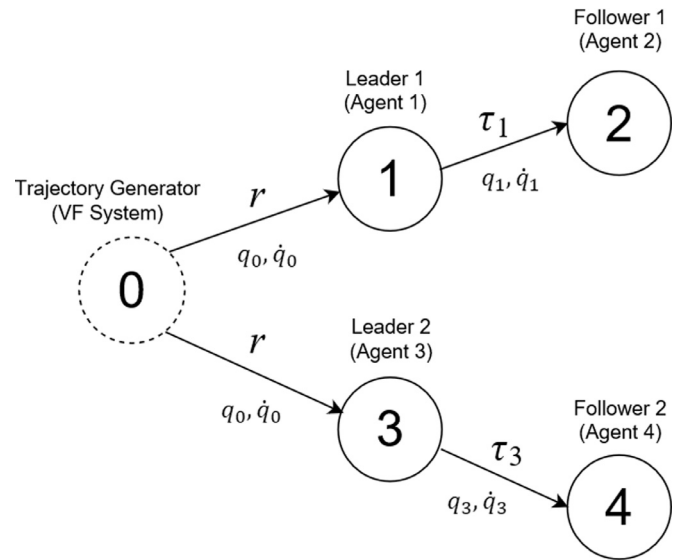 Follower 1
(Agent 2)
2
Leader 1
(Agent 1)
1
τ₁
q₁, q̇₁
Trajectory Generator
(VF System)
0
r
q₀, q̇₀
r
q₀, q̇₀
Leader 2
(Agent 3)
3
τ₃
q₃, q̇₃
Follower 2
(Agent 4)
4